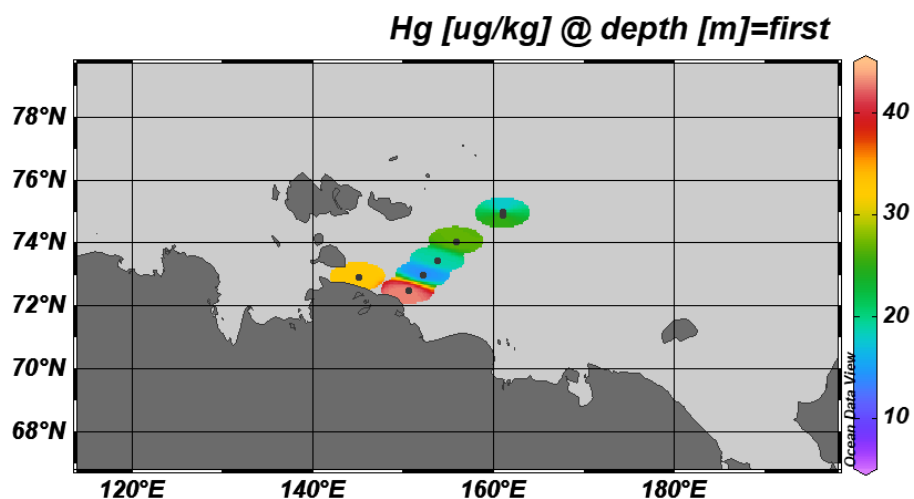 Hg [ug/kg] @ depth [m]=first
78°N
76°N
74°N
72°N
70°N
68°N
120°E
140°E
160°E
180°E
40
30
20
10
Ocean Data View